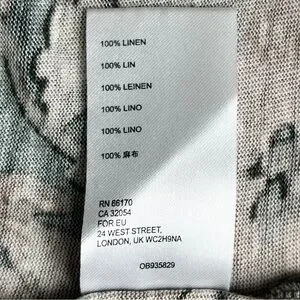 100% LINEN
100% LIN
100% LEINEN
100% LINO
100% LINO
100% 麻布
RN 86170
CA 32054
FOR EU
24 WEST STREET,
LONDON, UK WC2H9NA
OB935829